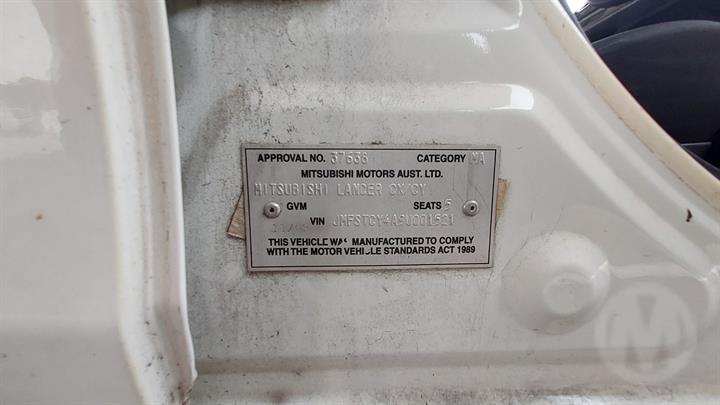 APPROVAL NO. 37638 CATEGORY MA
MITSUBISHI MOTORS AUST. LTD.
MITSUBISHI LANCER CX/CY
GVM SEATS 5
VIN JMFSTCY4A9U001521
THIS VEHICLE WAS MANUFACTURED TO COMPLY
WITH THE MOTOR VEHICLE STANDARDS ACT 1989
M